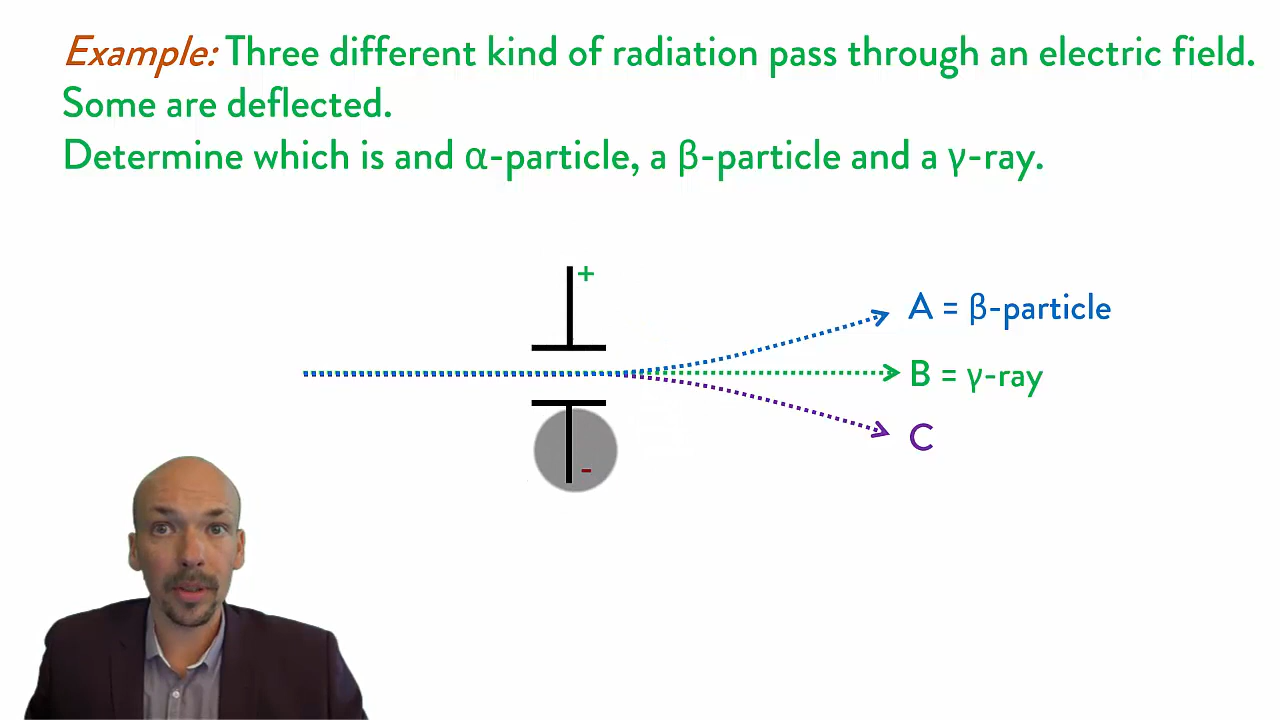 Example: Three different kind of radiation pass through an electric field.
Some are deflected.
Determine which is and α-particle, a β-particle and a γ-ray.
+
A = β-particle
B = γ-ray
C
-